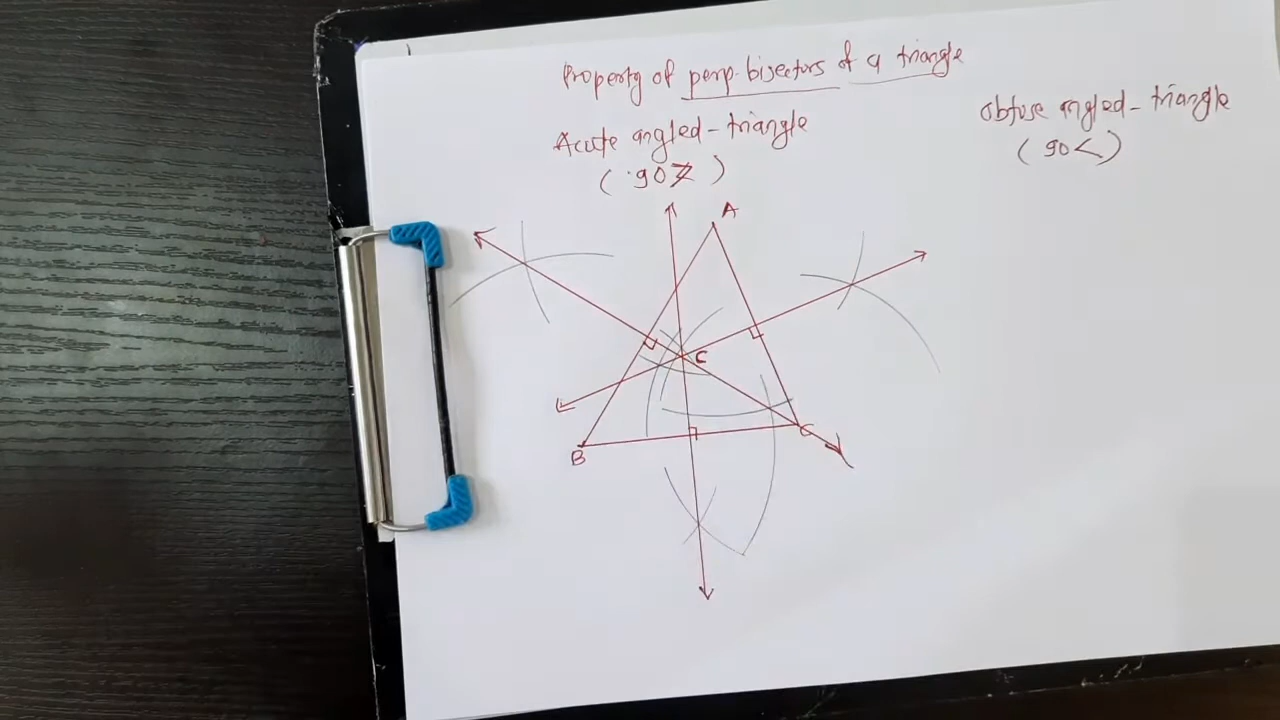 Property of perp. bisectors of a triangle
Acute angled-triangle
(90
Obtuse angled-triangle
(90<)
A
C
B
C